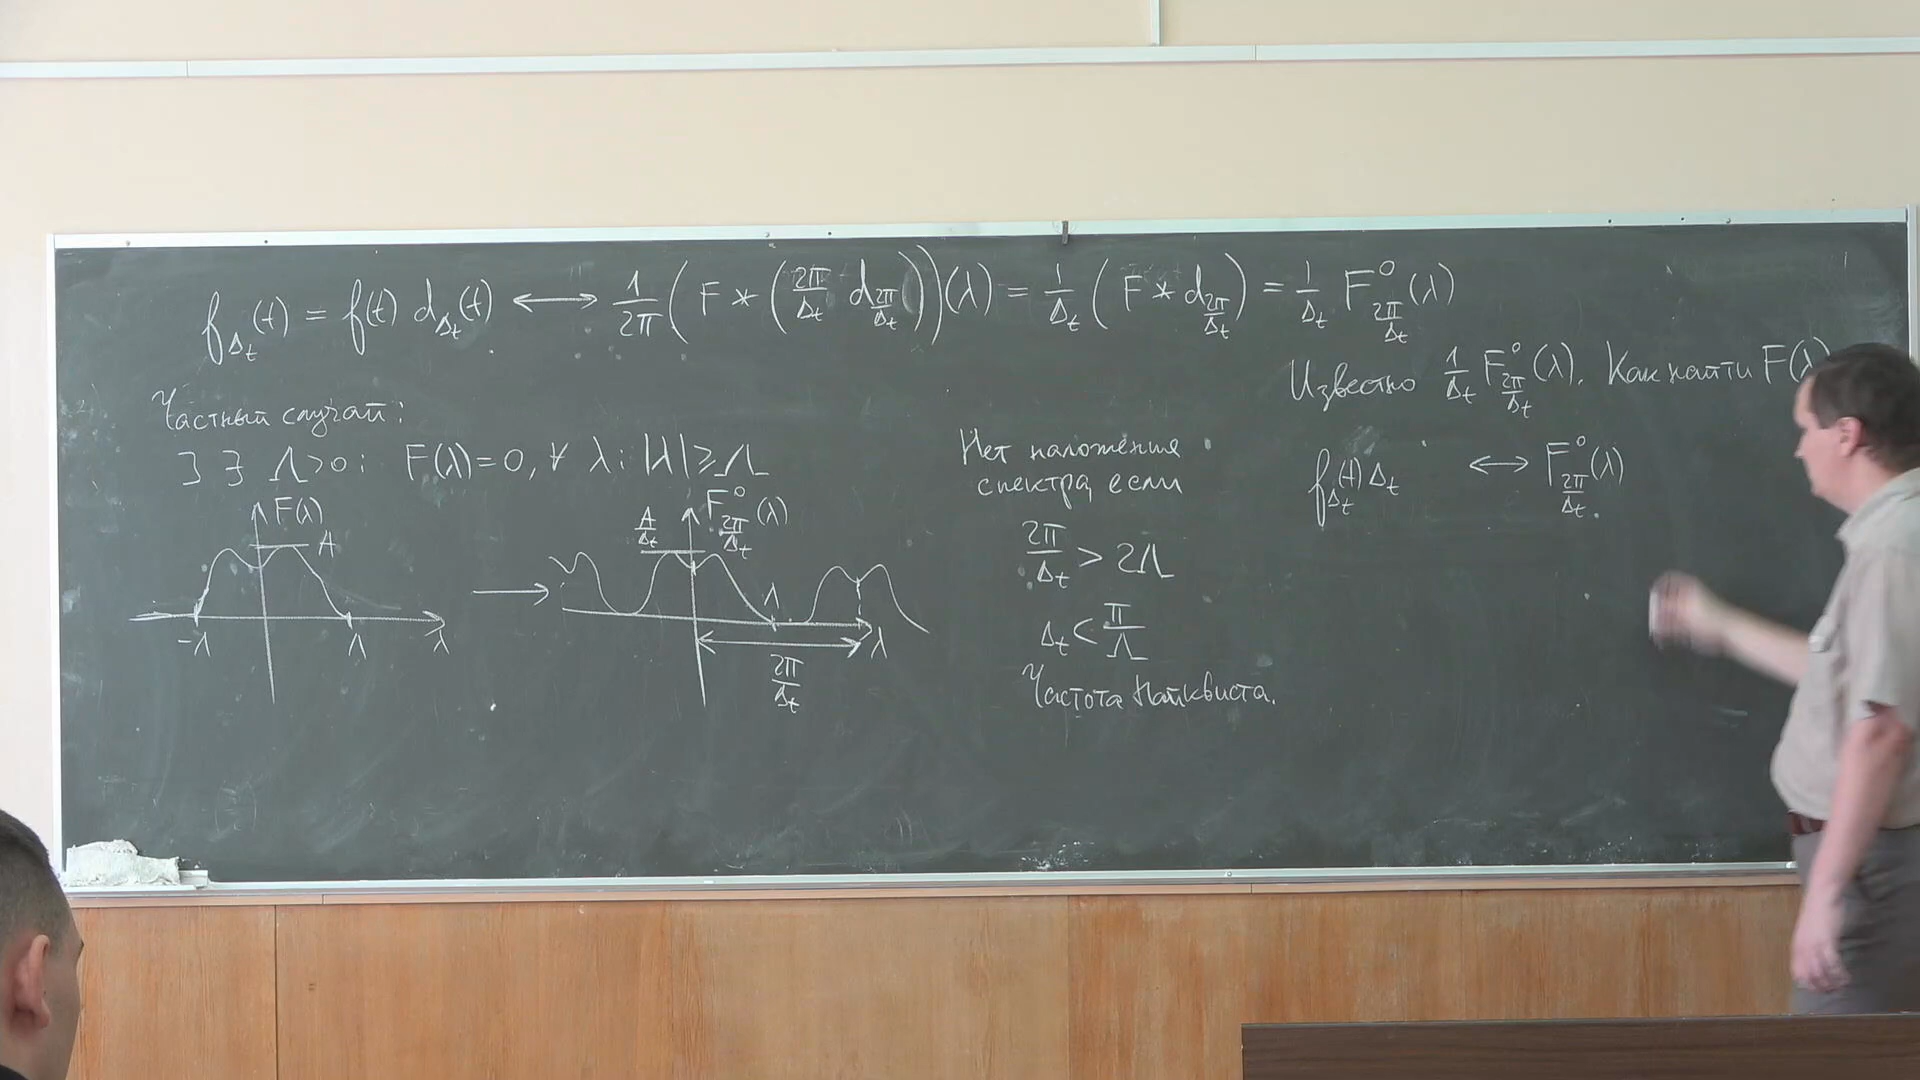 f_{Δt}(t) = f(t) d_{Δt}(t) ⟷ 1/2π (F * (2π/Δt d_{2π/Δt}))(λ) = 1/Δt (F * d_{2π/Δt}) = 1/Δt F°_{2π/Δt}(λ)
Известно 1/Δt F°_{2π/Δt}(λ). Как найти F(λ)
Частный случай:
∃ Λ>0: F(λ)=0, ∀ λ: |λ| ≥ Λ
F(λ)
A
-Λ
Λ
λ
A/Δt
F°_{2π/Δt}(λ)
Λ
λ
2π/Δt
Нет наложения
спектра, если
2π/Δt > 2Λ
Δt < π/Λ
Частота Найквиста.
f_{Δt}(t) Δt ⟷ F°_{2π/Δt}(λ)